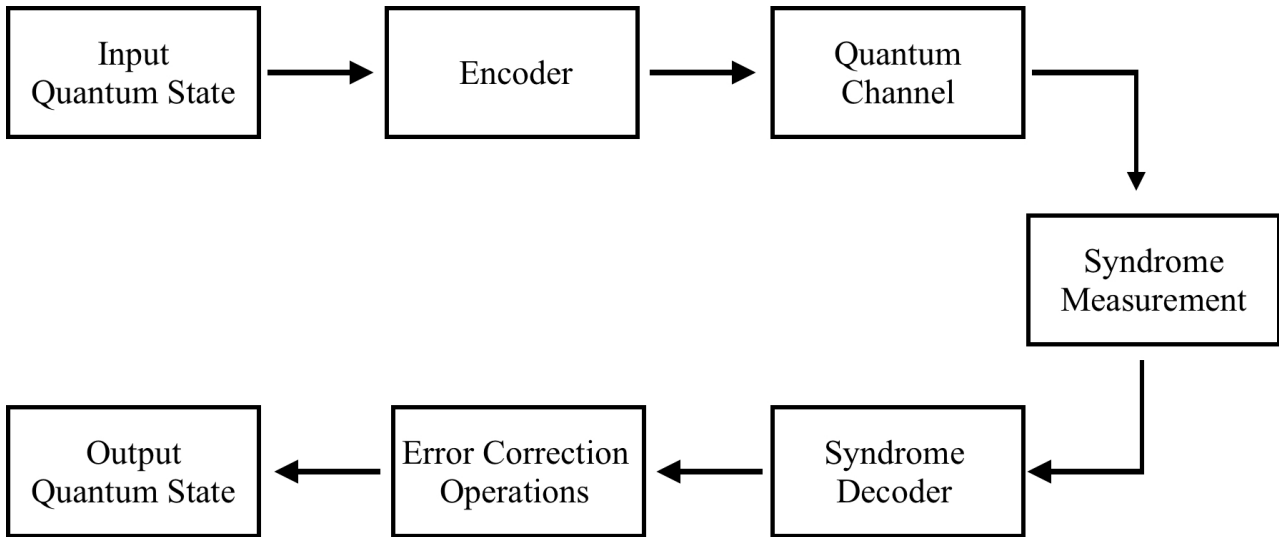 Input
Quantum State
Encoder
Quantum
Channel
Syndrome
Measurement
Syndrome
Decoder
Error Correction
Operations
Output
Quantum State